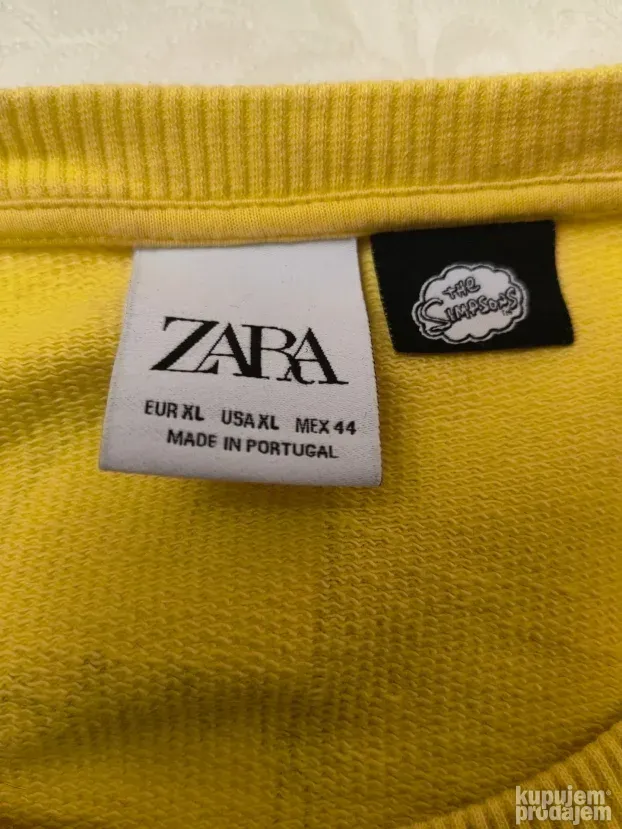 ZARA
EUR XL USA XL MEX 44
MADE IN PORTUGAL
THE
SIMPSONS
kupujem
prodajem